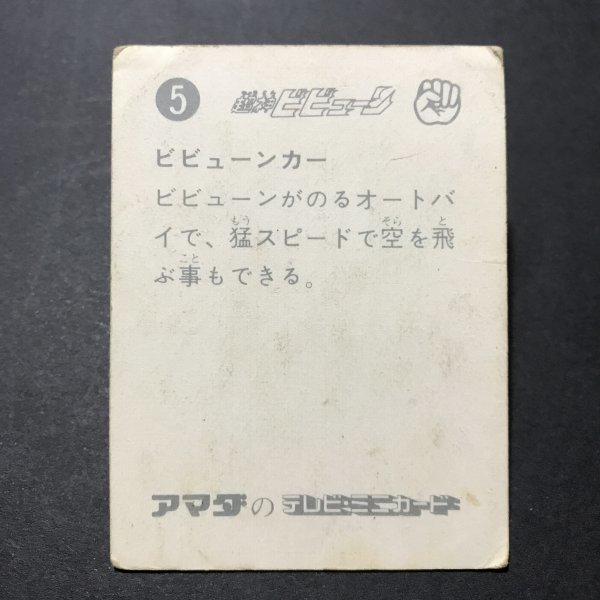 5 超神ビビューン
ビビューンカー
ビビューンがのるオートバ
イで、猛スピードで空を飛
ぶ事もできる。
アマダのテレビ・ミニカード